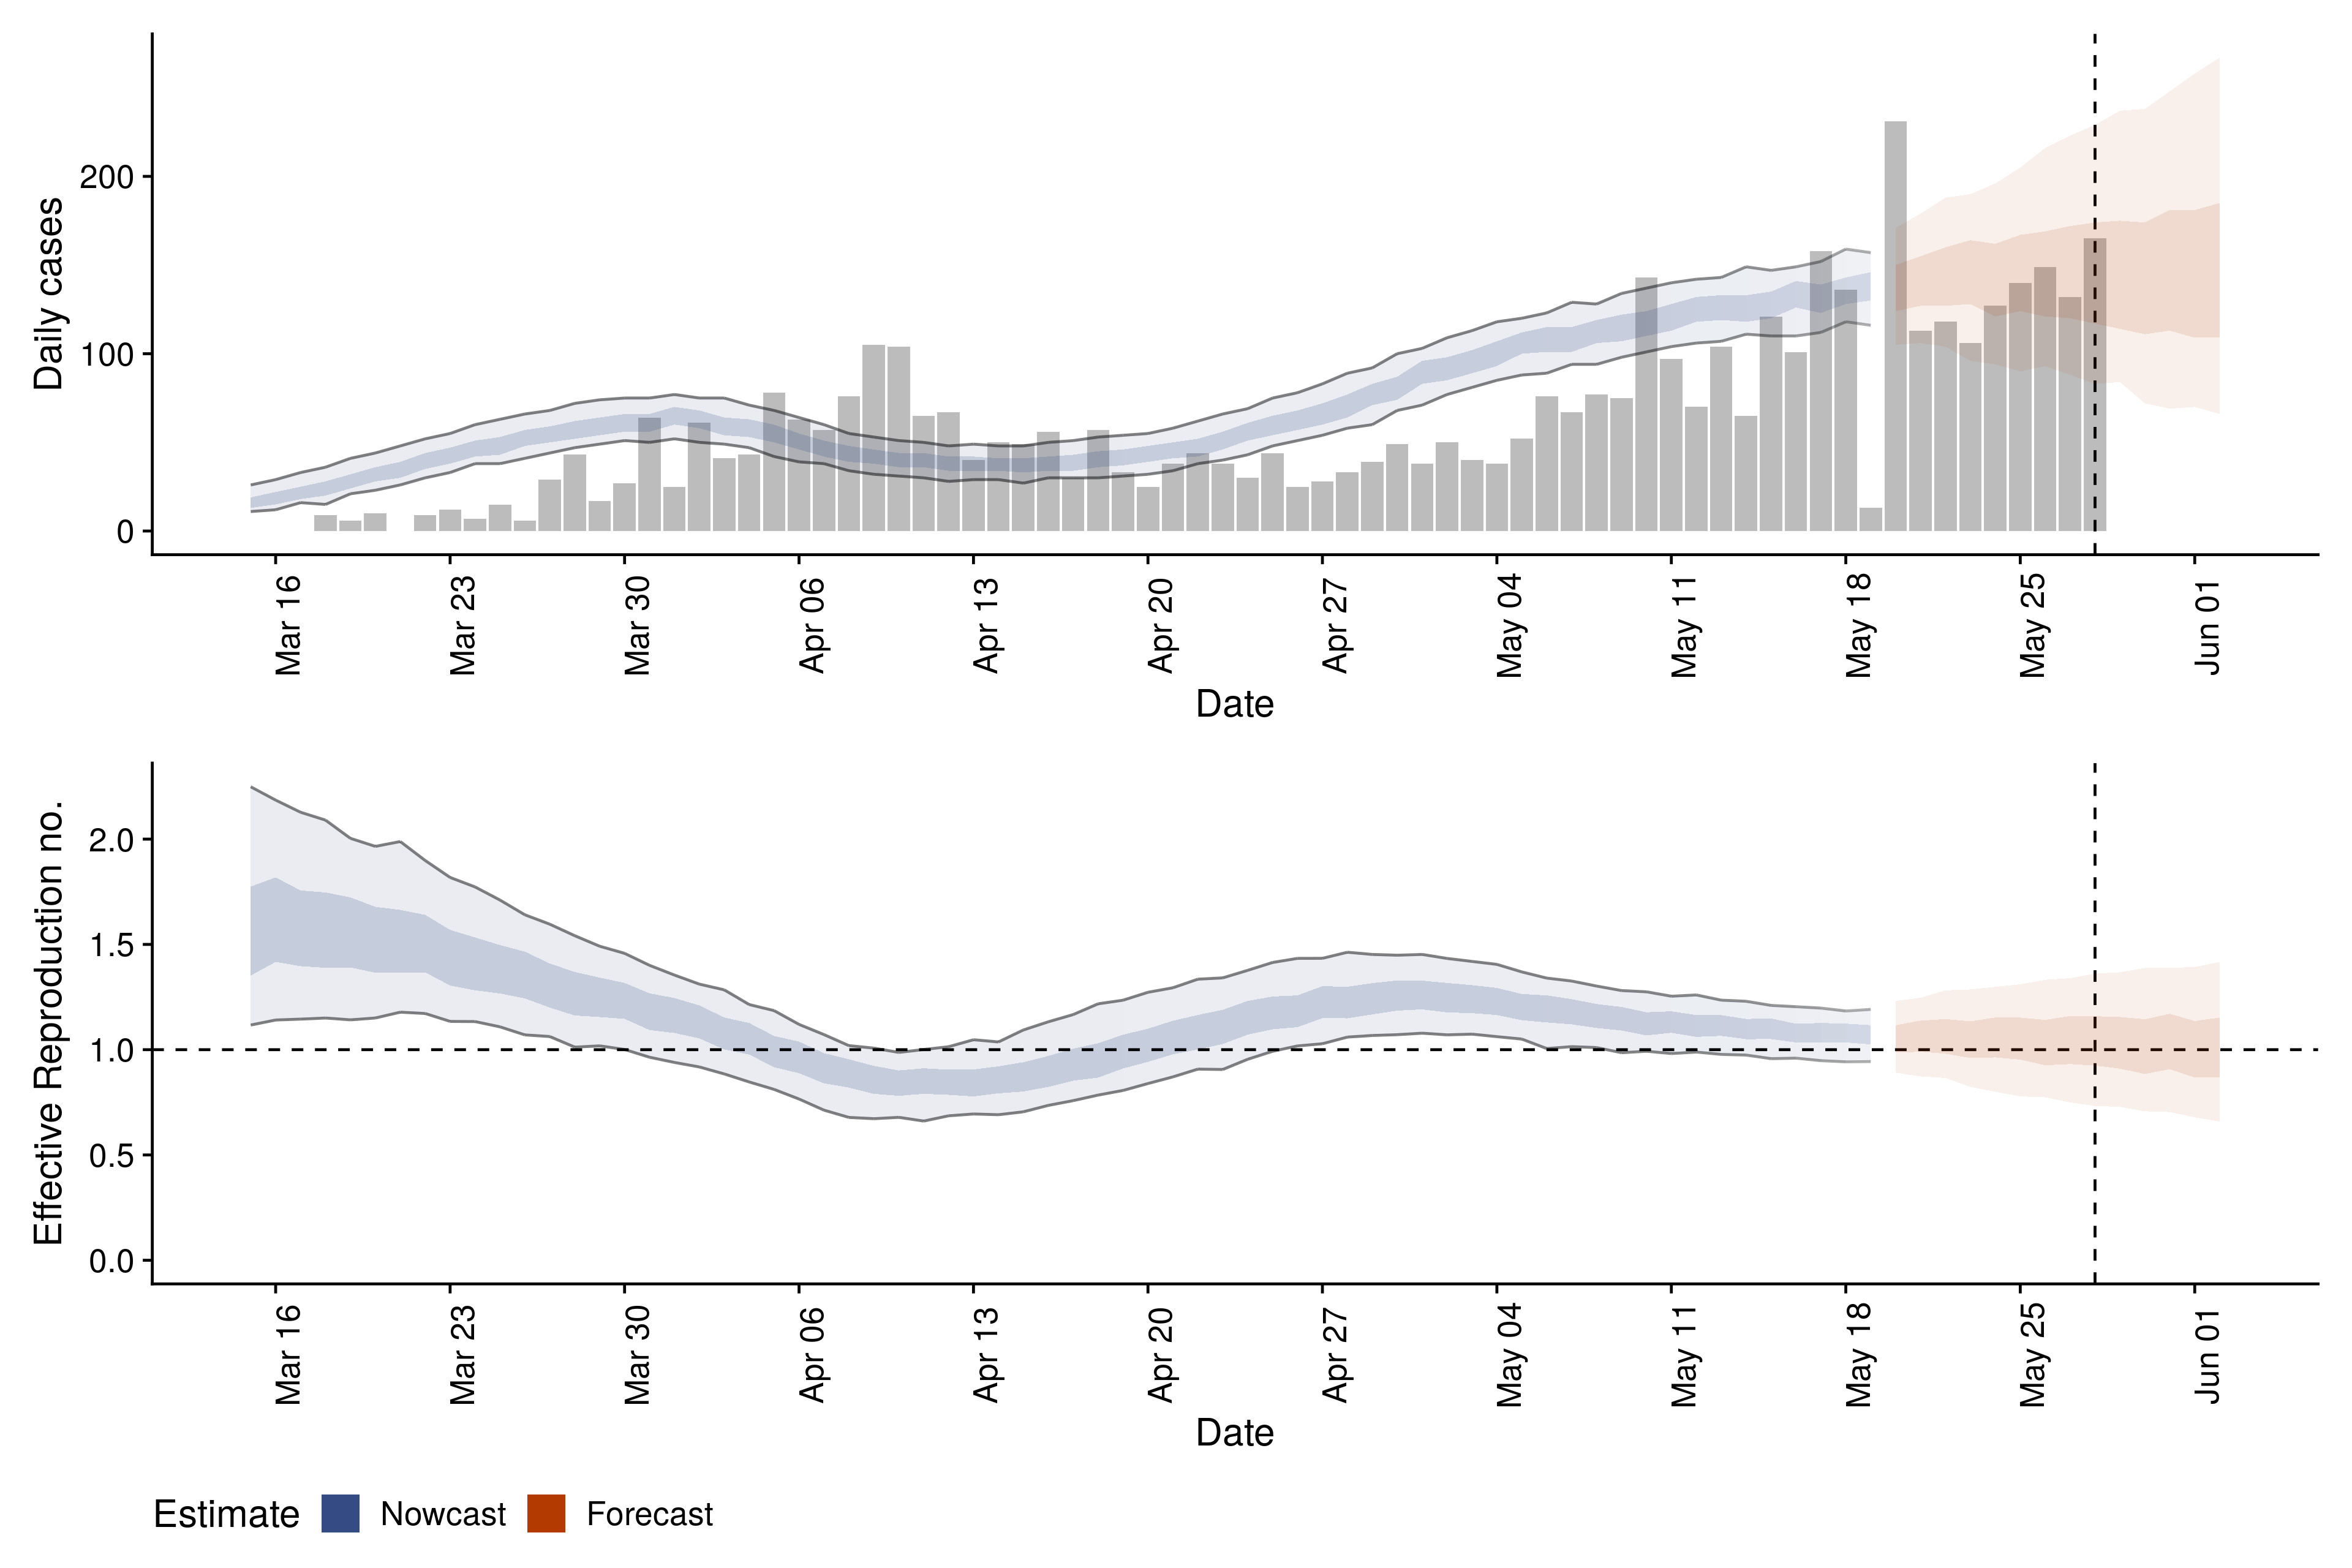 Daily cases
200
100
0
Mar 16
Mar 23
Mar 30
Apr 06
Apr 13
Apr 20
Apr 27
May 04
May 11
May 18
May 25
Jun 01
Date
Effective Reproduction no.
2.0
1.5
1.0
0.5
0.0
Mar 16
Mar 23
Mar 30
Apr 06
Apr 13
Apr 20
Apr 27
May 04
May 11
May 18
May 25
Jun 01
Date
Estimate Nowcast Forecast